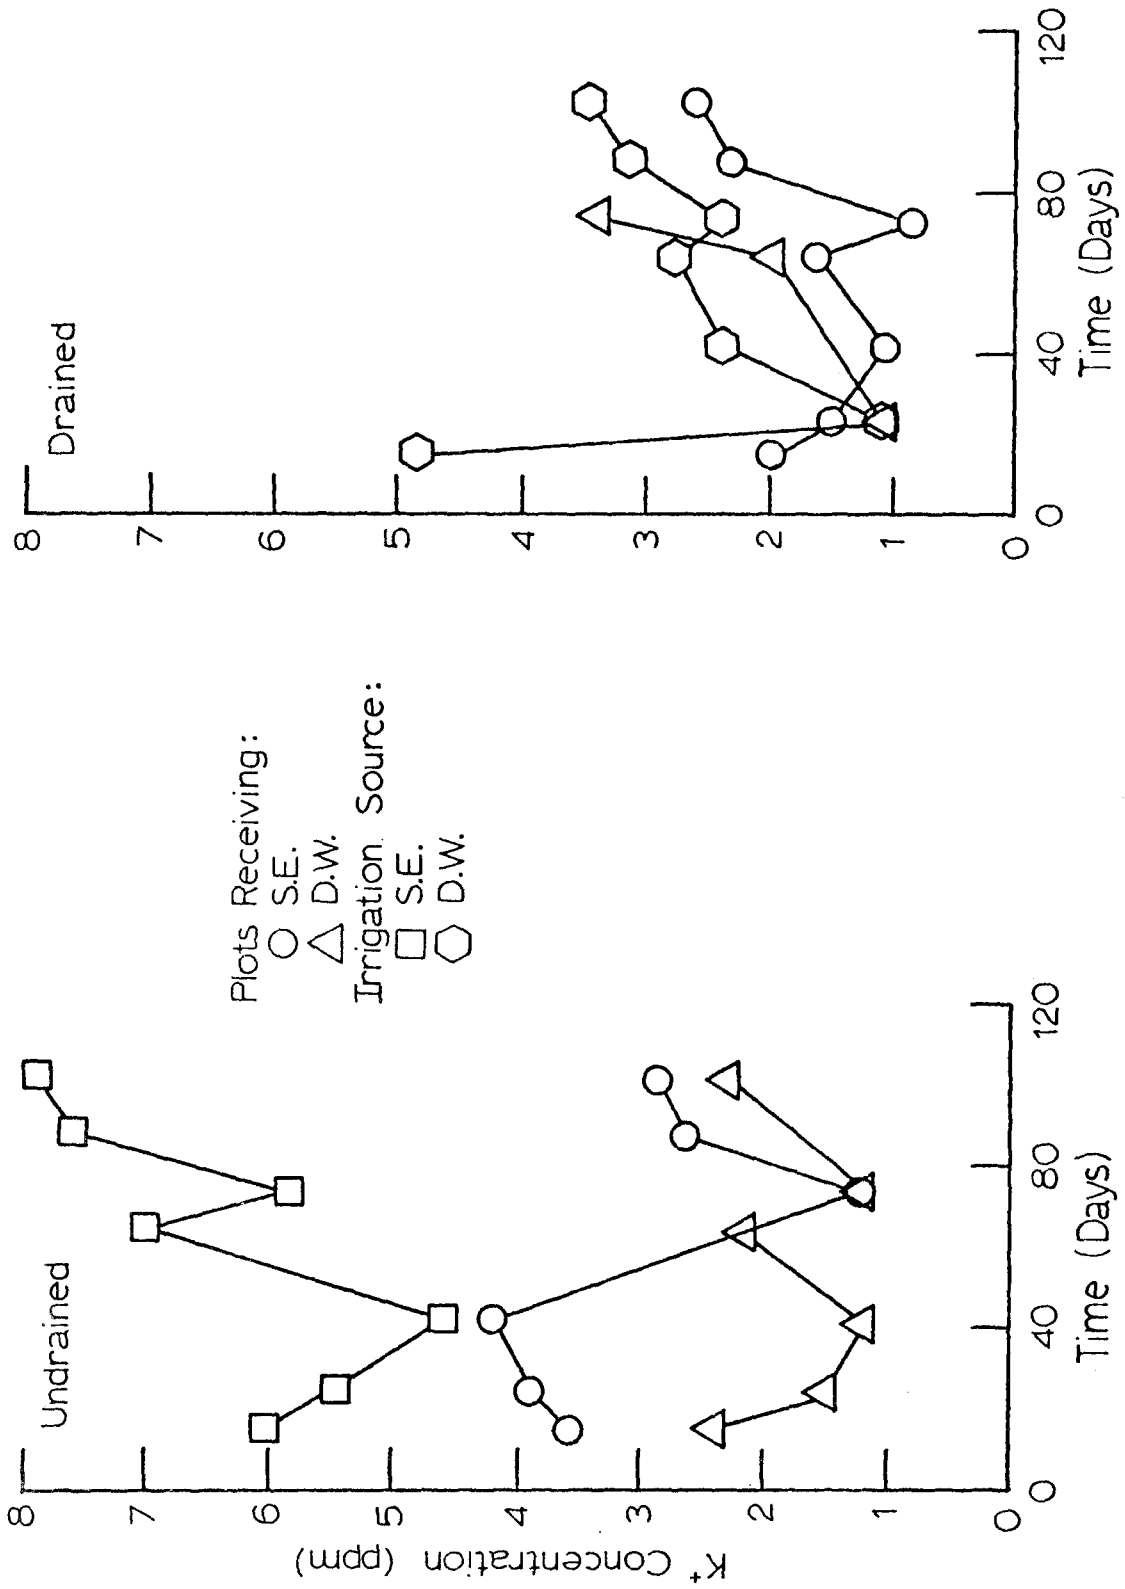 Undrained
K⁺ Concentration (ppm)
8
7
6
5
4
3
2
1
0
0 40 80 120
Time (Days)
Plots Receiving:
S.E.
D.W.
Irrigation Source:
S.E.
D.W.
Drained
8
7
6
5
4
3
2
1
0
0 40 80 120
Time (Days)